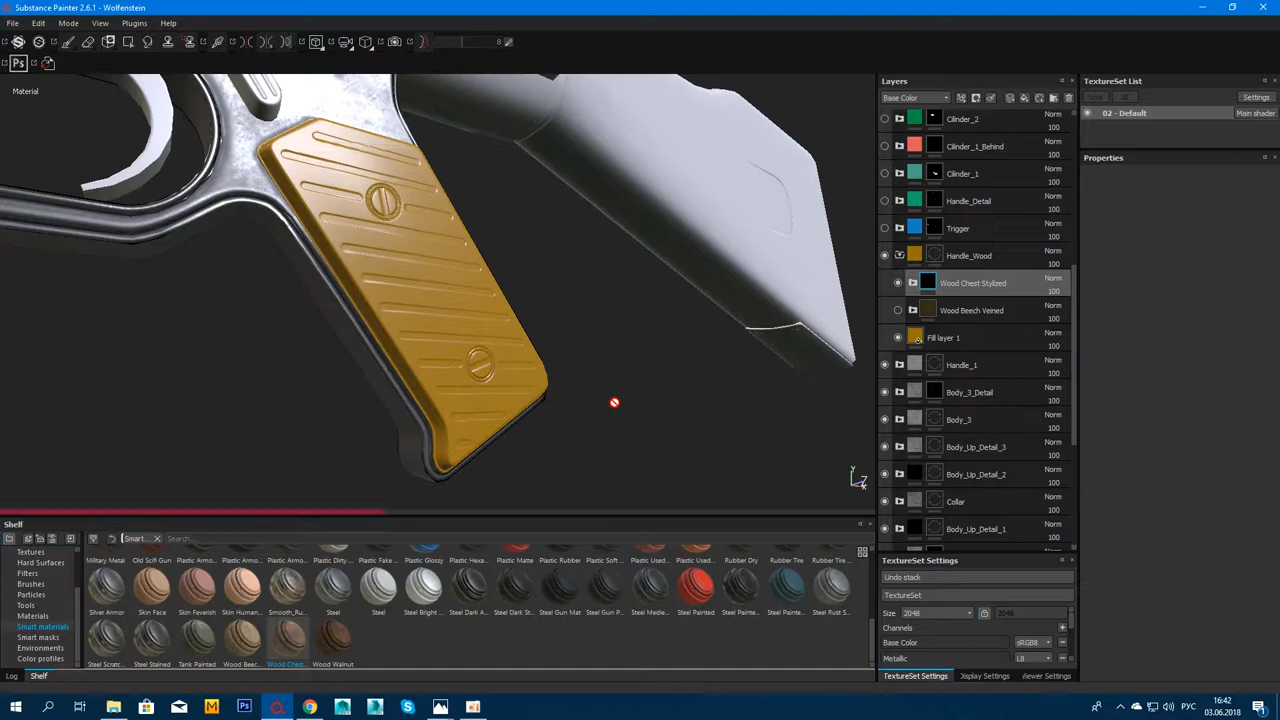 Substance Painter 2.6.1 - Wolfenstein
File Edit Mode View Plugins Help
8
Ps
Material
Y
Z
Layers
Base Color
Norm
Cilinder_2 100
Norm
Cilinder_1_Behind 100
Norm
Cilinder_1 100
Norm
Handle_Detail 100
Norm
Trigger 100
Norm
Handle_Wood 100
Norm
Wood Chest Stylized 100
Norm
Wood Beech Veined 100
Norm
Fill layer 1 100
Norm
Handle_1 100
Norm
Body_3_Detail 100
Norm
Body_3 100
Norm
Body_Up_Detail_3 100
Norm
Body_Up_Detail_2 100
Norm
Collar 100
Norm
Body_Up_Detail_1 100
TextureSet List
Settings
02 - Default Main shader
Properties
Shelf
Smart... Search...
Textures
Hard Surfaces
Filters
Brushes
Particles
Tools
Materials
Smart materials
Smart masks
Environments
Color profiles
Military Metal Old Scifi Gun Plastic Armo... Plastic Armo... Plastic Dirty ... Plastic Fake ... Plastic Glossy Plastic Hexa... Plastic Matte Plastic Soft ... Plastic Used... Plastic Used... Rubber Dry Rubber Tire
Silver Armor Skin Face Skin Feverish Skin Human... Smooth_Ru... Steel Steel Steel Bright ... Steel Dark A... Steel Dark St... Steel Gun Mat Steel Gun P... Steel Medie... Steel Painted Steel Painte... Steel Painte... Steel Rust S...
Steel Scratc... Steel Stained Tank Painted Wood Beec... Wood Chest... Wood Walnut
Log Shelf
TextureSet Settings
Undo stack
TextureSet
Size 2048 2048
Channels
Base Color sRGB8
Metallic L8
TextureSet Settings Display Settings Viewer Settings
РУС
16:42
03.06.2018